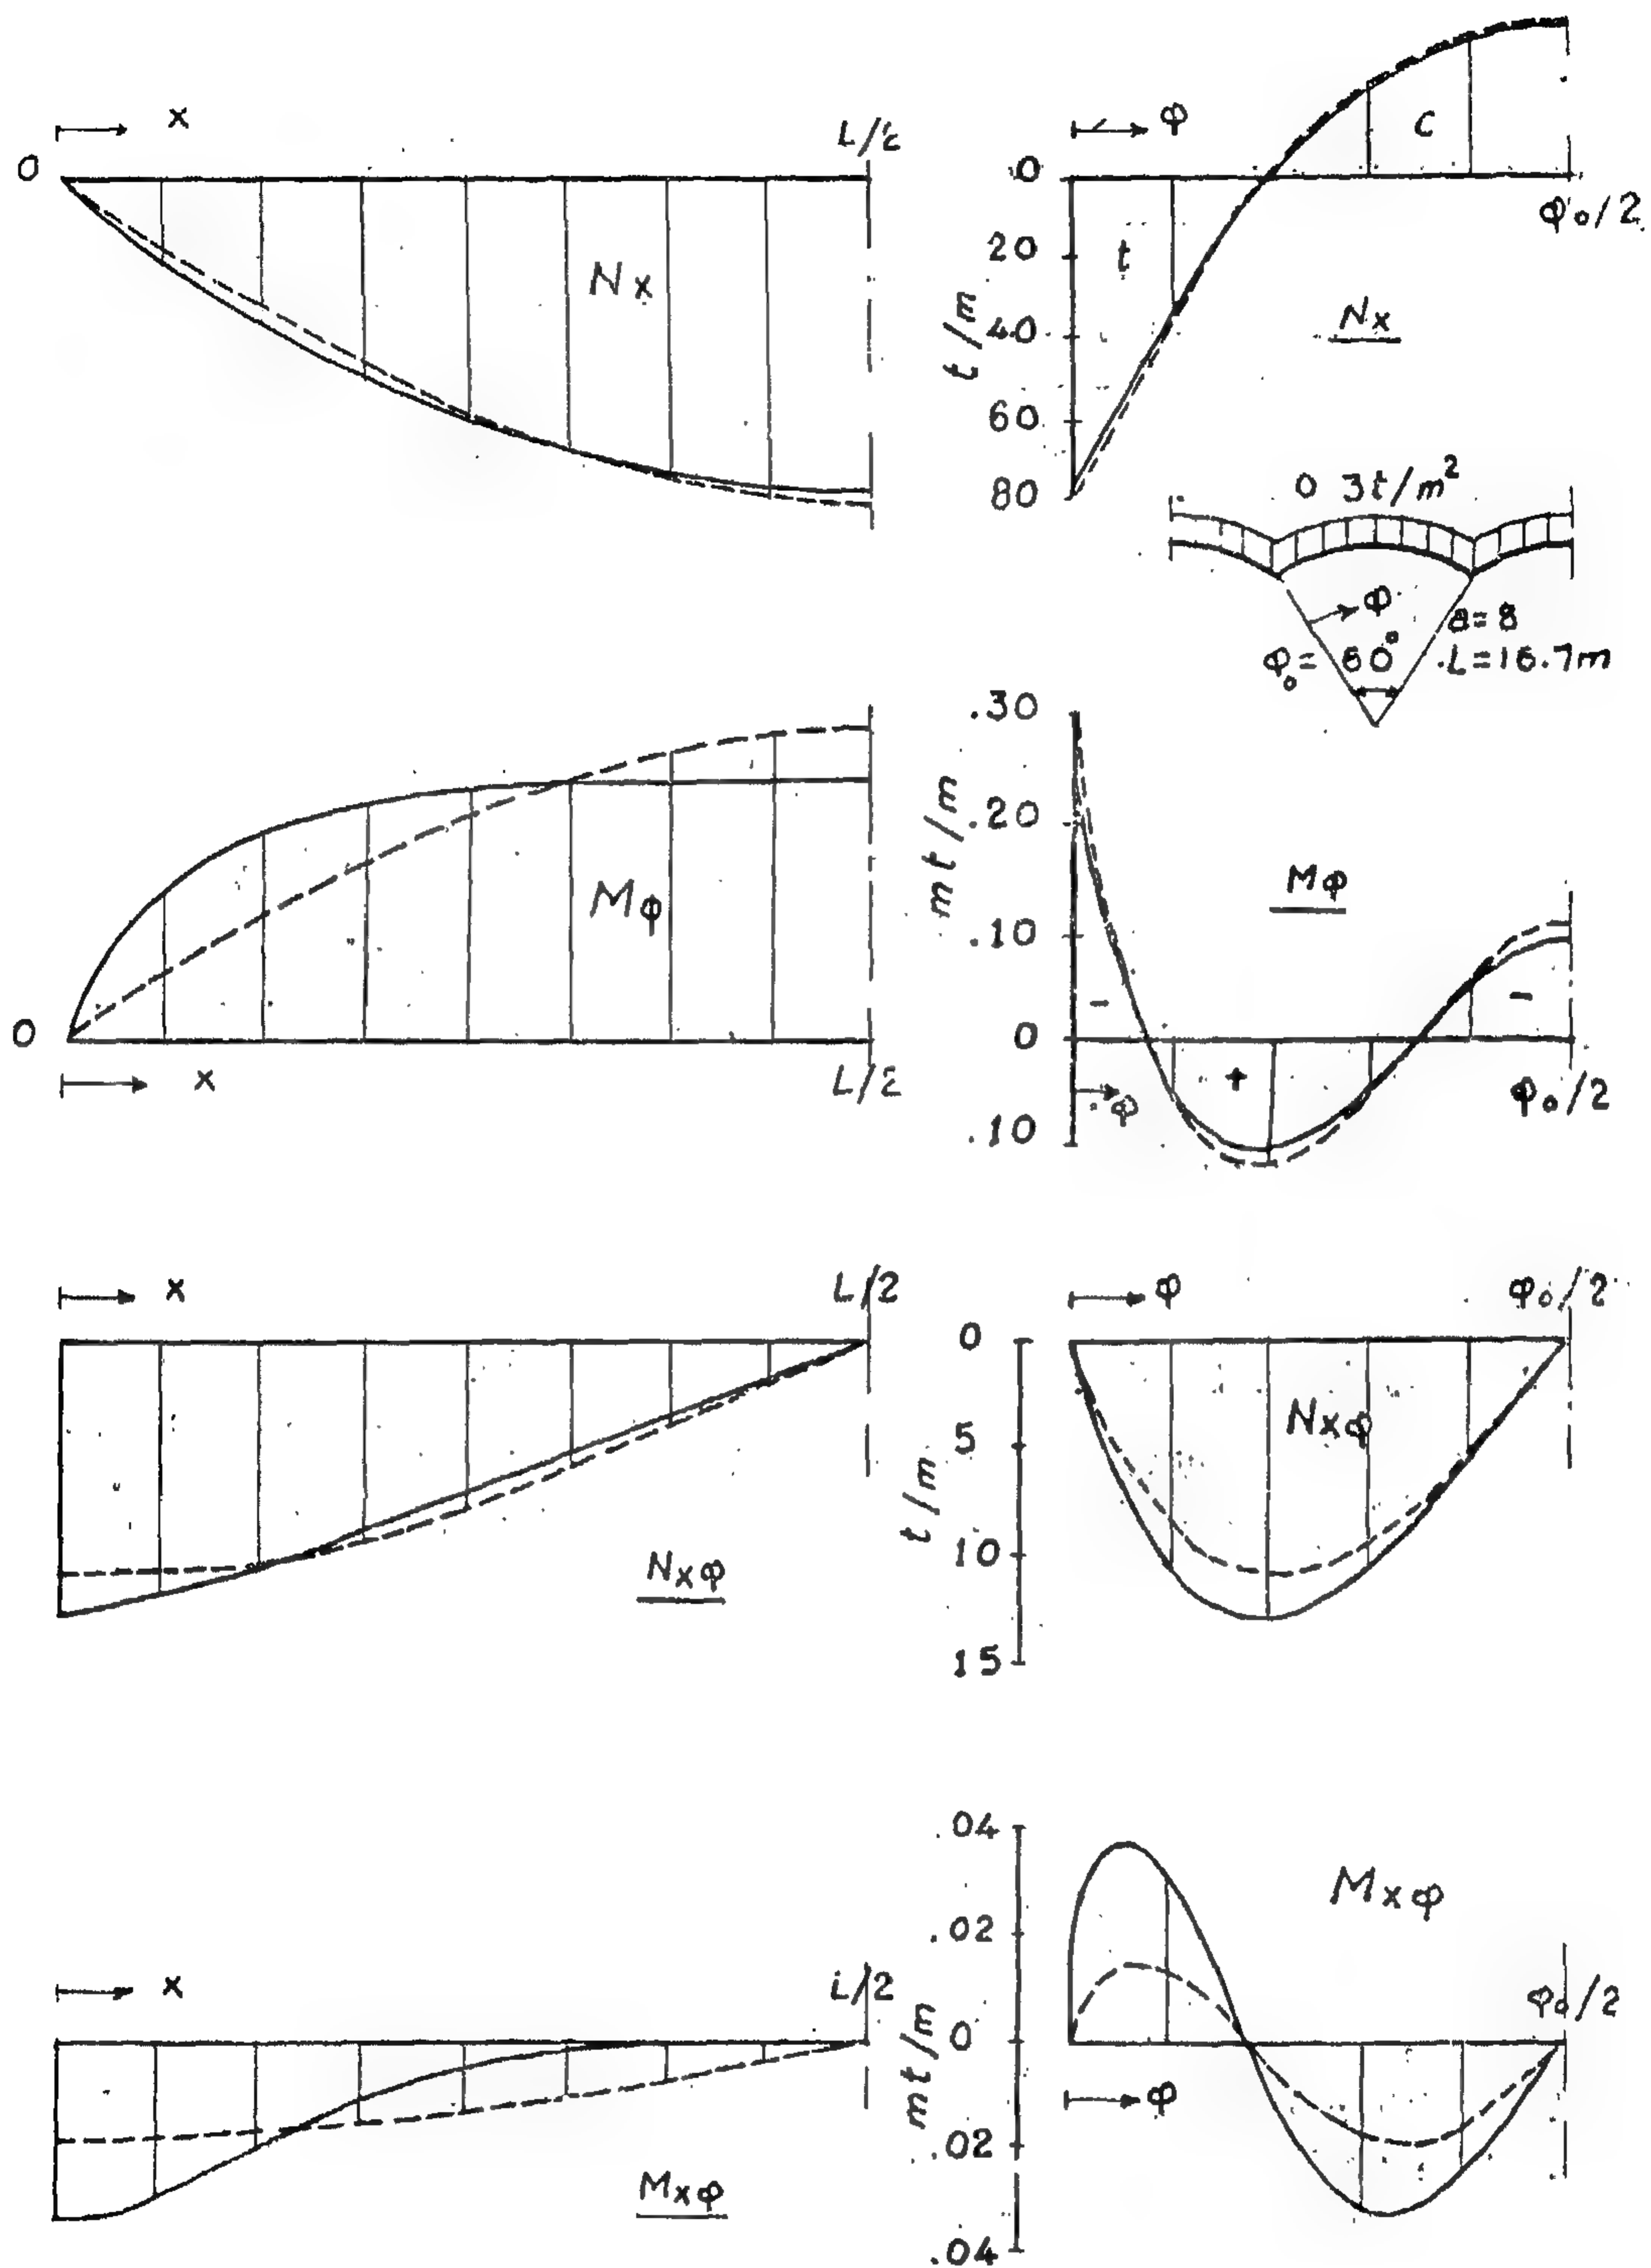 x
L/2
0
Nx
φ
0
20
40
60
80
t/m
t
c
φo/2
Nx
0 3t/m²
φ
φo = 60°
a=8
L=16.7m
Mφ
0
x
L/2
.30
.20
.10
0
.10
mt/m
Mφ
-
+
-
φ
φo/2
x
L/2
Nxφ
φ
φo/2
0
5
10
15
t/m
Nxφ
x
L/2
Mxφ
.04
.02
0
.02
.04
mt/m
Mxφ
φ
φo/2